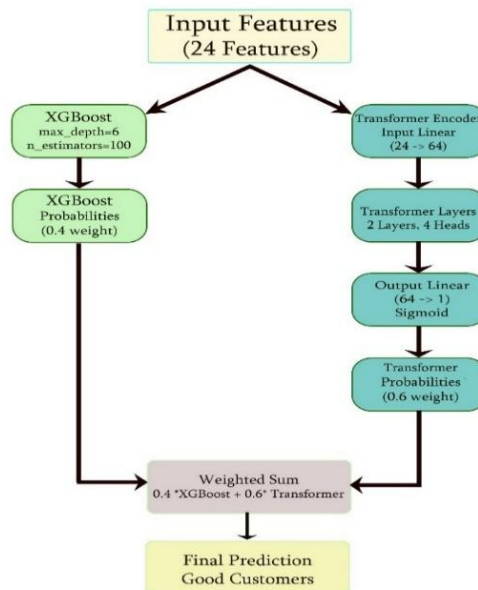 Input Features
(24 Features)
XGBoost
max_depth=6
n_estimators=100
XGBoost
Probabilities
(0.4 weight)
Transformer Encoder
Input Linear
(24 -> 64)
Transformer Layers
2 Layers, 4 Heads
Output Linear
(64 -> 1)
Sigmoid
Transformer
Probabilities
(0.6 weight)
Weighted Sum
0.4 *XGBoost + 0.6* Transformer
Final Prediction
Good Customers